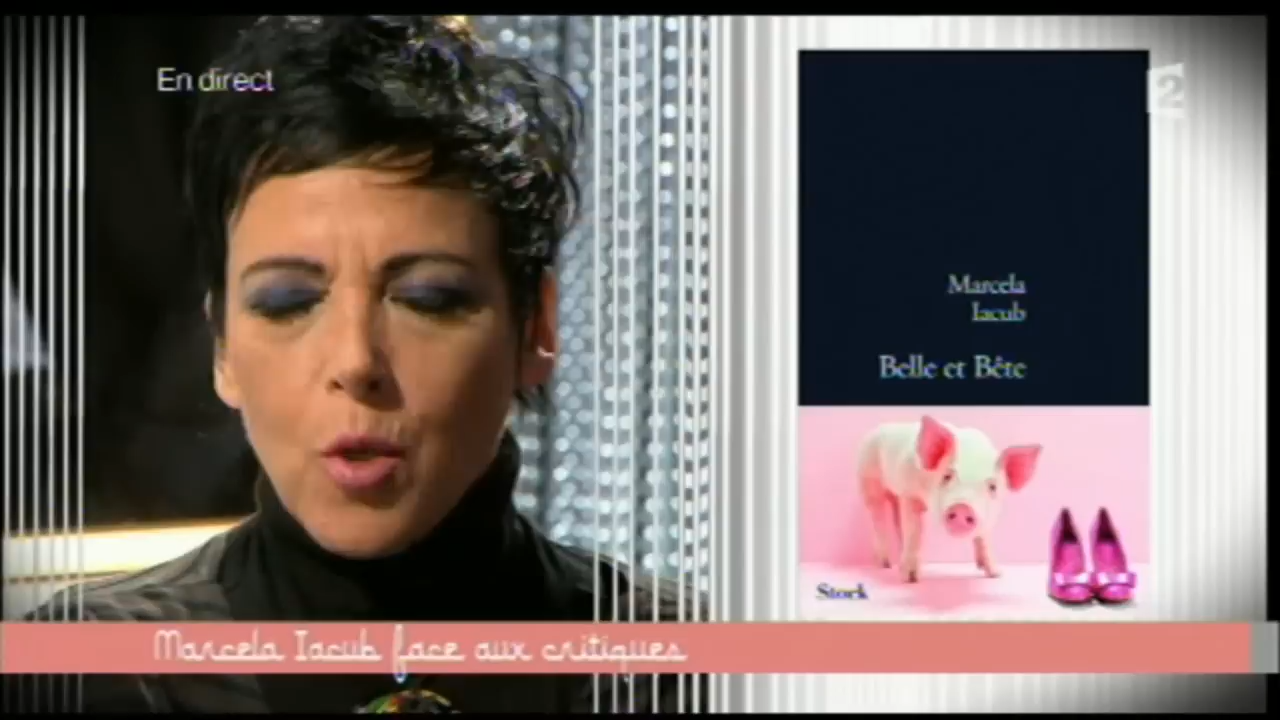 En direct
2
Marcela
Iacub
Belle et Bête
Stock
Marcela Iacub face aux critiques